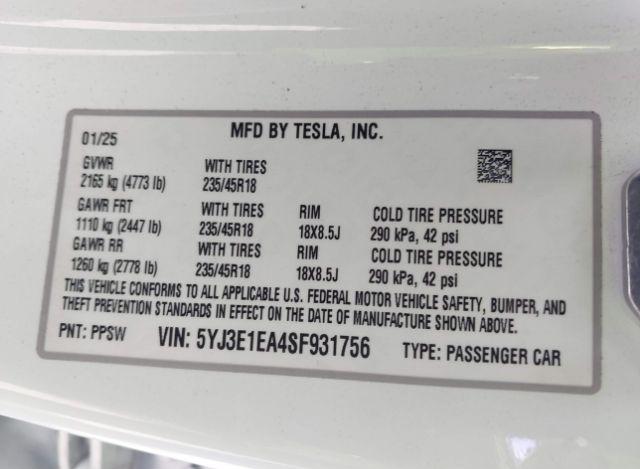 MFD BY TESLA, INC.
01/25
GVWR WITH TIRES
2165 kg (4773 lb) 235/45R18
GAWR FRT WITH TIRES RIM COLD TIRE PRESSURE
1110 kg (2447 lb) 235/45R18 18X8.5J 290 kPa, 42 psi
GAWR RR WITH TIRES RIM COLD TIRE PRESSURE
1260 kg (2778 lb) 235/45R18 18X8.5J 290 kPa, 42 psi
THIS VEHICLE CONFORMS TO ALL APPLICABLE U.S. FEDERAL MOTOR VEHICLE SAFETY, BUMPER, AND
THEFT PREVENTION STANDARDS IN EFFECT ON THE DATE OF MANUFACTURE SHOWN ABOVE.
PNT: PPSW VIN: 5YJ3E1EA4SF931756 TYPE: PASSENGER CAR